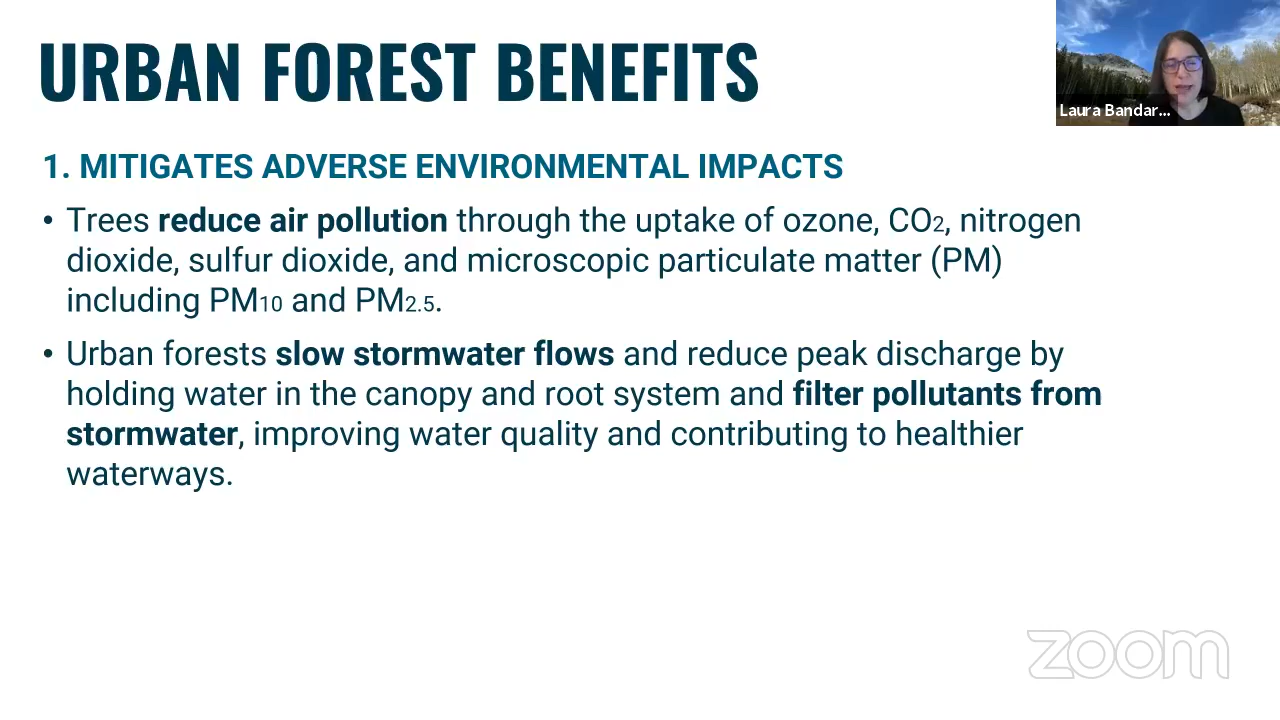 URBAN FOREST BENEFITS
Laura Bandar...
1. MITIGATES ADVERSE ENVIRONMENTAL IMPACTS
• Trees reduce air pollution through the uptake of ozone, CO2, nitrogen
dioxide, sulfur dioxide, and microscopic particulate matter (PM)
including PM10 and PM2.5.
• Urban forests slow stormwater flows and reduce peak discharge by
holding water in the canopy and root system and filter pollutants from
stormwater, improving water quality and contributing to healthier
waterways.
zoom